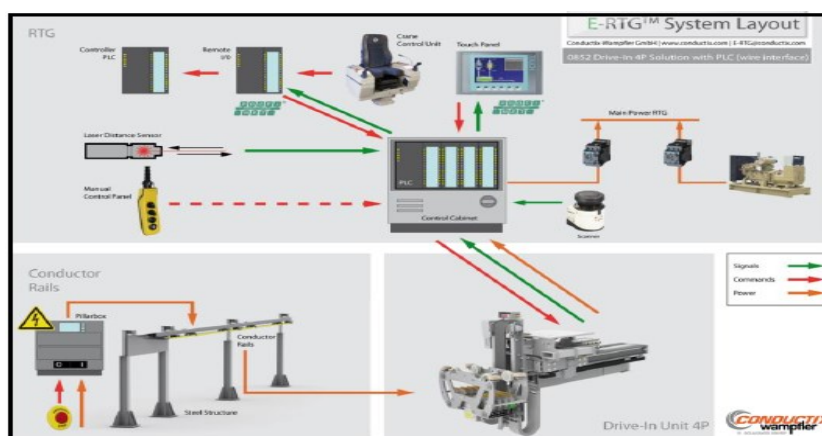 E-RTG™ System Layout
Conductix Wampfler GmbH | www.conductix.com | E-RTG@conductix.com
0852 Drive-In 4P Solution with PLC (wire interface)
RTG
Controller
PLC
Remote
I/O
Crane
Control Unit
Touch Panel
Main Power RTG
Laser Distance Sensor
Manual
Control Panel
PLC
Control Cabinet
Scanner
Conductor
Rails
Pillarbox
Conductor
Rails
Steel Structure
Drive-In Unit 4P
Signals
Commands
Power
CONDUCTIX
wampfler